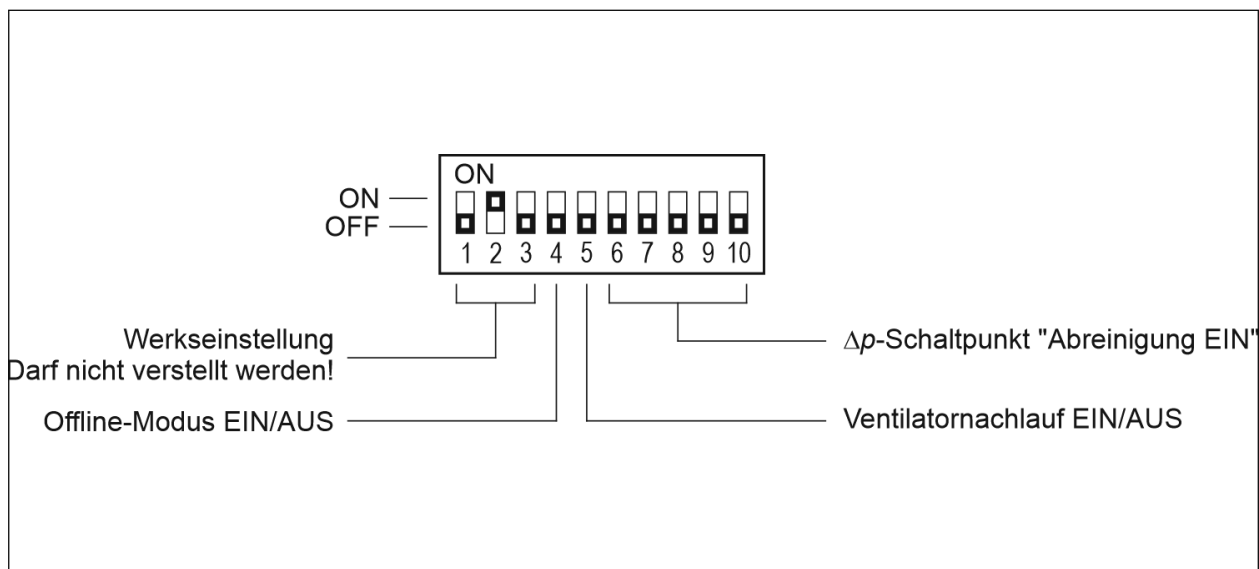 ON
ON
OFF
1 2 3 4 5 6 7 8 9 10
Werkseinstellung
Darf nicht verstellt werden!
Δp-Schaltpunkt "Abreinigung EIN"
Offline-Modus EIN/AUS
Ventilatornachlauf EIN/AUS